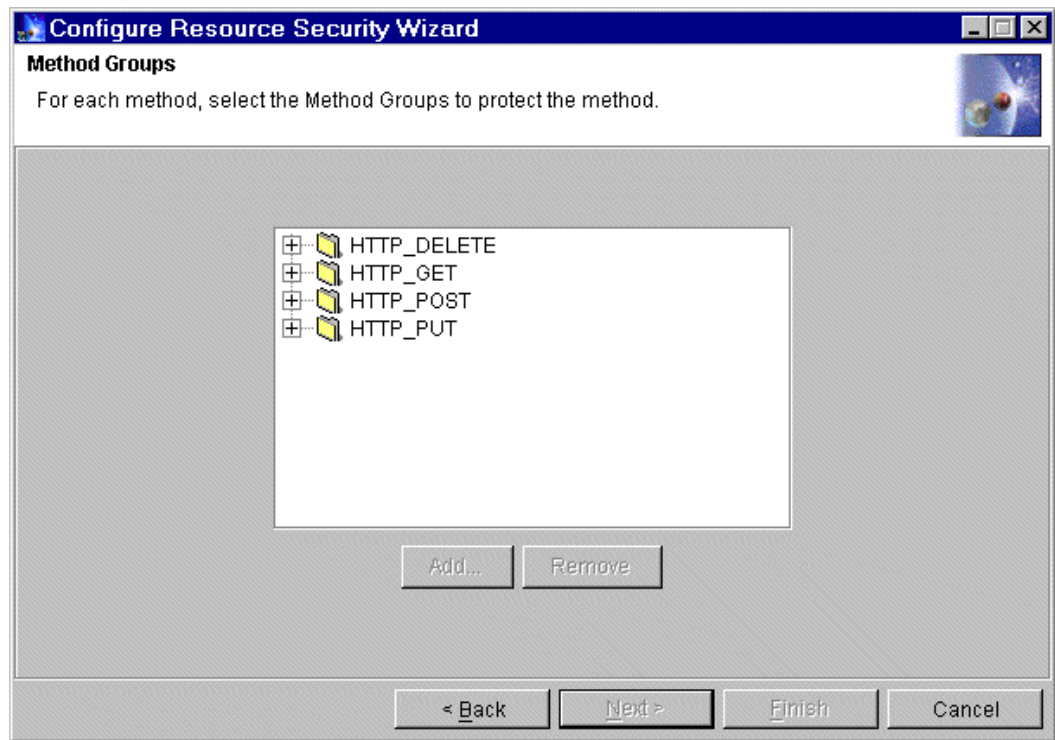 Configure Resource Security Wizard
Method Groups
For each method, select the Method Groups to protect the method.
HTTP_DELETE
HTTP_GET
HTTP_POST
HTTP_PUT
Add... Remove
< Back Next > Finish Cancel